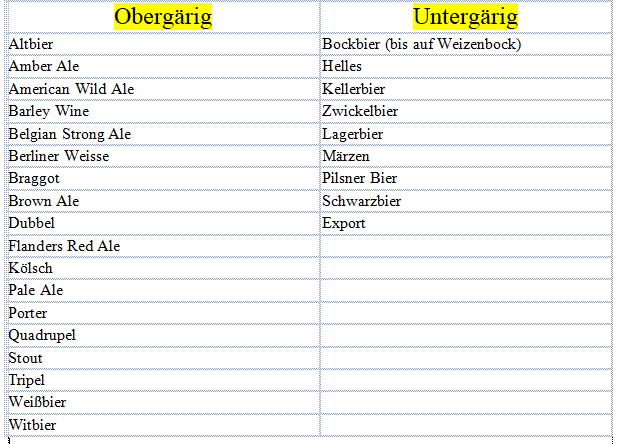 Obergärig Untergärig
Altbier Bockbier (bis auf Weizenbock)
Amber Ale Helles
American Wild Ale Kellerbier
Barley Wine Zwickelbier
Belgian Strong Ale Lagerbier
Berliner Weisse Märzen
Braggot Pilsner Bier
Brown Ale Schwarzbier
Dubbel Export
Flanders Red Ale
Kölsch
Pale Ale
Porter
Quadrupel
Stout
Tripel
Weißbier
Witbier